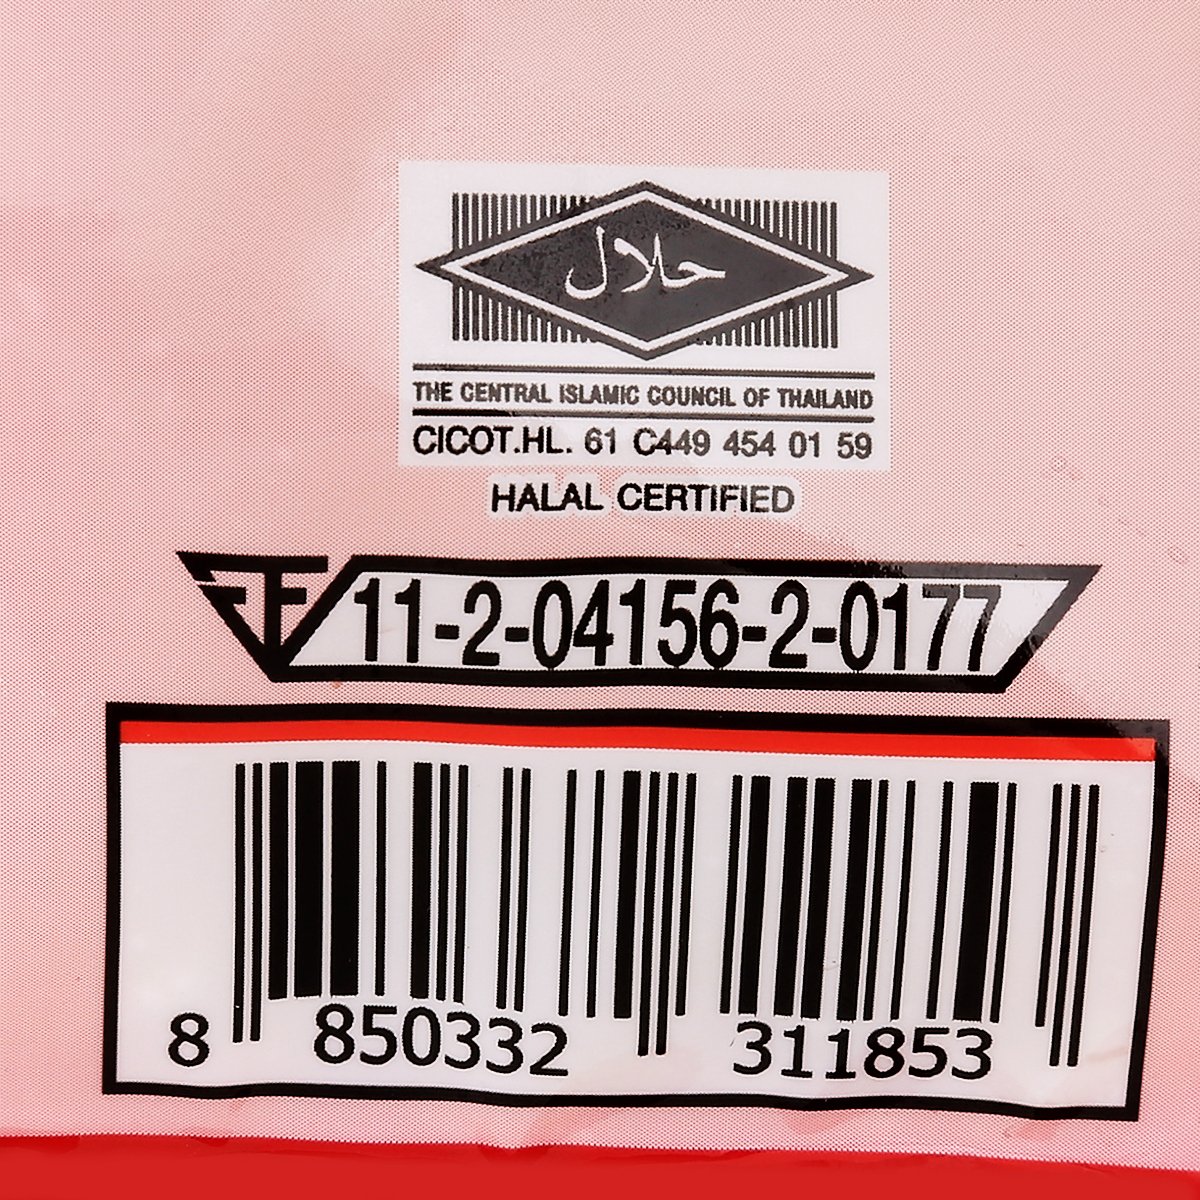 حلال
THE CENTRAL ISLAMIC COUNCIL OF THAILAND
CICOT.HL. 61 C449 454 01 59
HALAL CERTIFIED
11-2-04156-2-0177
8 850332 311853